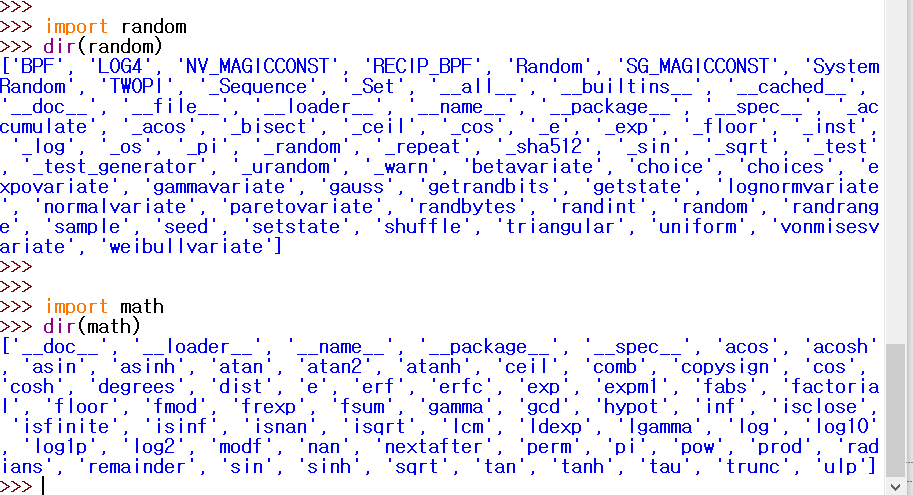 >>>
>>> import random
>>> dir(random)
['BPF', 'LOG4', 'NV_MAGICCONST', 'RECIP_BPF', 'Random', 'SG_MAGICCONST', 'System
Random', 'TWOPI', '_Sequence', '_Set', '__all__', '__builtins__', '__cached__',
'__doc__', '__file__', '__loader__', '__name__', '__package__', '__spec__', '_ac
cumulate', '_acos', '_bisect', '_ceil', '_cos', '_e', '_exp', '_floor', '_inst',
'_log', '_os', '_pi', '_random', '_repeat', '_sha512', '_sin', '_sqrt', '_test'
, '_test_generator', '_urandom', '_warn', 'betavariate', 'choice', 'choices', 'e
xpovariate', 'gammavariate', 'gauss', 'getrandbits', 'getstate', 'lognormvariate
', 'normalvariate', 'paretovariate', 'randbytes', 'randint', 'random', 'randrang
e', 'sample', 'seed', 'setstate', 'shuffle', 'triangular', 'uniform', 'vonmisesv
ariate', 'weibullvariate']
>>>
>>>
>>> import math
>>> dir(math)
['__doc__', '__loader__', '__name__', '__package__', '__spec__', 'acos', 'acosh'
, 'asin', 'asinh', 'atan', 'atan2', 'atanh', 'ceil', 'comb', 'copysign', 'cos',
'cosh', 'degrees', 'dist', 'e', 'erf', 'erfc', 'exp', 'expm1', 'fabs', 'factoria
l', 'floor', 'fmod', 'frexp', 'fsum', 'gamma', 'gcd', 'hypot', 'inf', 'isclose',
'isfinite', 'isinf', 'isnan', 'isqrt', 'lcm', 'ldexp', 'lgamma', 'log', 'log10'
, 'log1p', 'log2', 'modf', 'nan', 'nextafter', 'perm', 'pi', 'pow', 'prod', 'rad
ians', 'remainder', 'sin', 'sinh', 'sqrt', 'tan', 'tanh', 'tau', 'trunc', 'ulp']
>>>